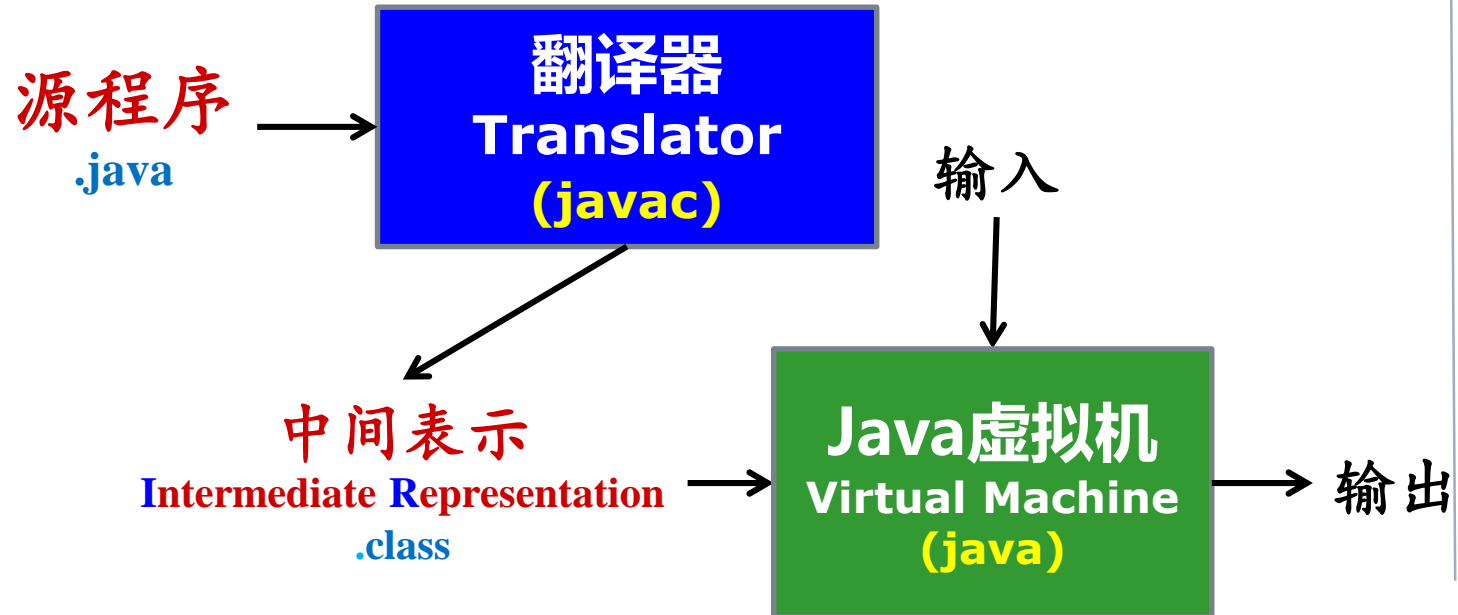 源程序
.java
翻译器
Translator
(javac)
输入
中间表示
Intermediate Representation
.class
Java虚拟机
Virtual Machine
(java)
输出